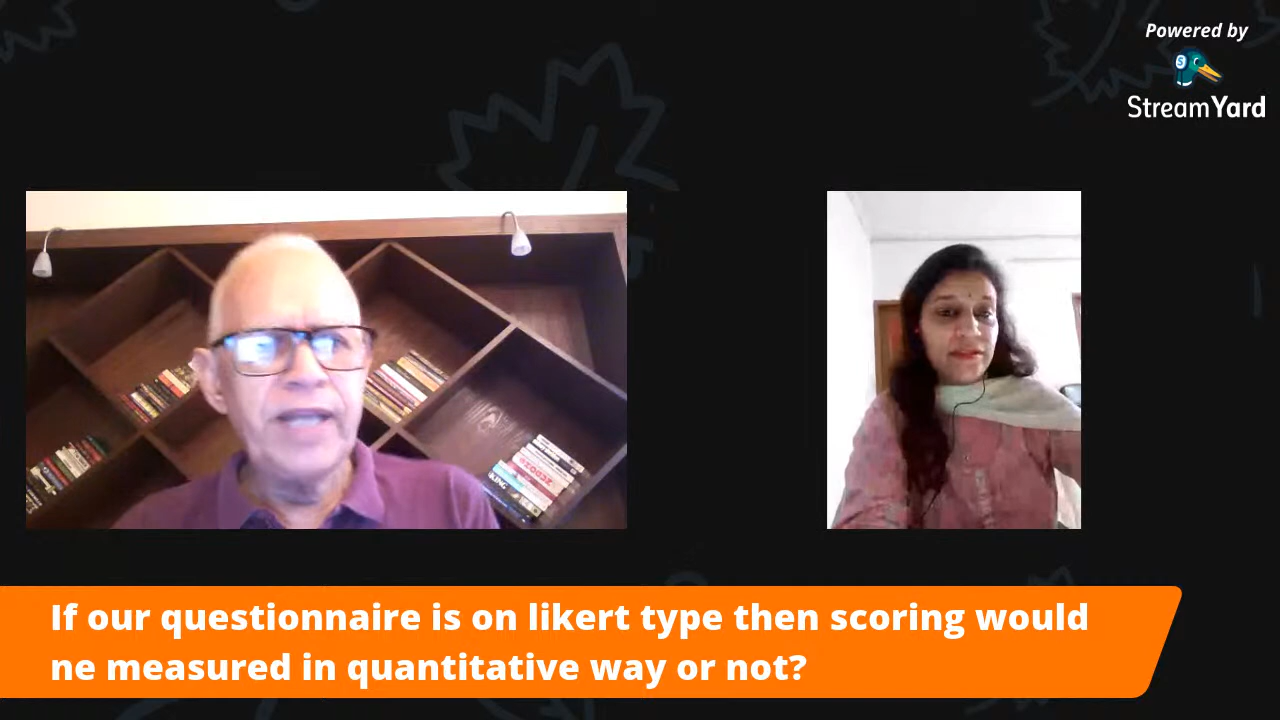 Powered by
StreamYard
If our questionnaire is on likert type then scoring would
ne measured in quantitative way or not?